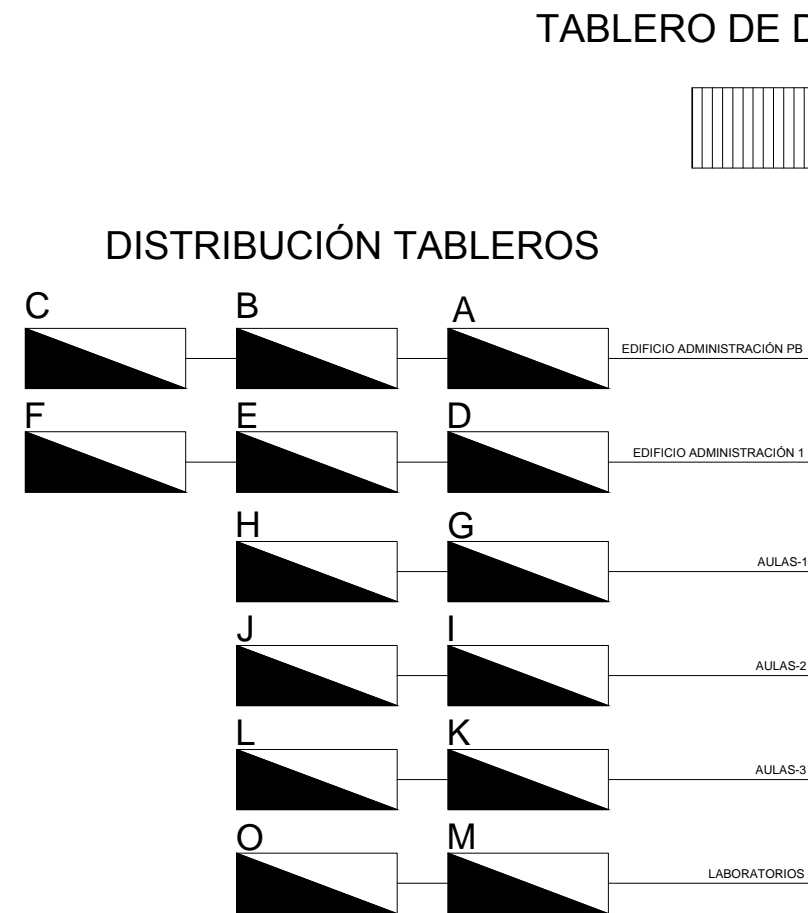 TABLERO DE D
DISTRIBUCIÓN TABLEROS
C B A
EDIFICIO ADMINISTRACIÓN PB
F E D
EDIFICIO ADMINISTRACIÓN 1
H G
AULAS-1
J I
AULAS-2
L K
AULAS-3
O M
LABORATORIOS